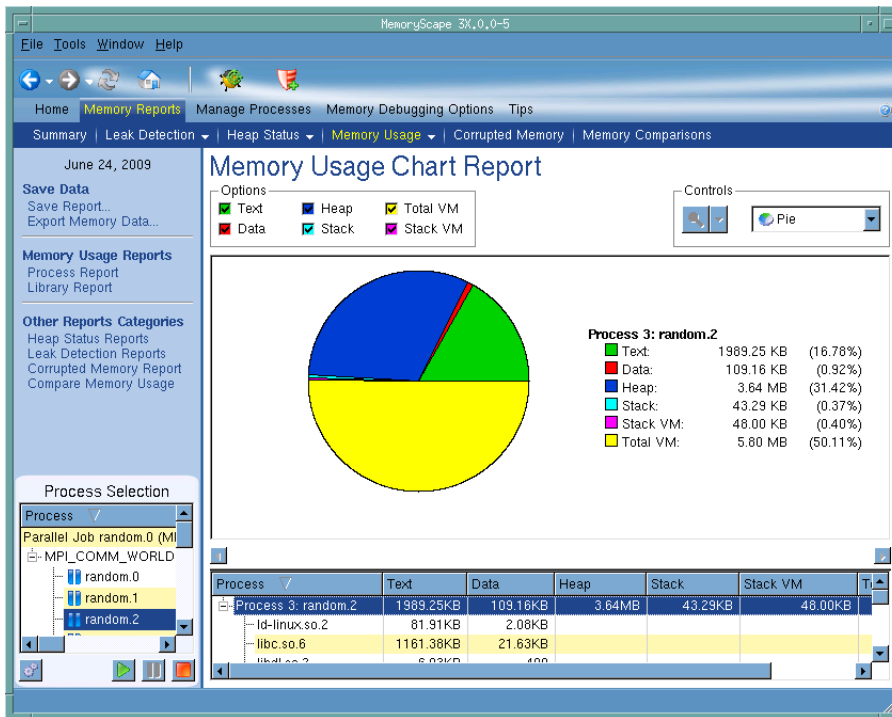 MemoryScape 3X.0.0-5
File Tools Window Help
Home Memory Reports Manage Processes Memory Debugging Options Tips
Summary | Leak Detection | Heap Status | Memory Usage | Corrupted Memory | Memory Comparisons
June 24, 2009
Save Data
Save Report...
Export Memory Data...
Memory Usage Reports
Process Report
Library Report
Other Reports Categories
Heap Status Reports
Leak Detection Reports
Corrupted Memory Report
Compare Memory Usage
Process Selection
Process
Parallel Job random.0 (MI
MPI_COMM_WORLD
random.0
random.1
random.2
Memory Usage Chart Report
Options
Text Heap Total VM
Data Stack Stack VM
Controls
Pie
Process 3: random.2
Text: 1989.25 KB (16.78%)
Data: 109.16 KB (0.92%)
Heap: 3.64 MB (31.42%)
Stack: 43.29 KB (0.37%)
Stack VM: 48.00 KB (0.40%)
Total VM: 5.80 MB (50.11%)
Process Text Data Heap Stack Stack VM
Process 3: random.2 1989.25KB 109.16KB 3.64MB 43.29KB 48.00KB
ld-linux.so.2 81.91KB 2.08KB
libc.so.6 1161.38KB 21.63KB